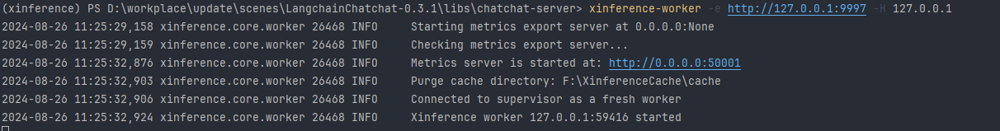 (xinference) PS D:\workplace\update\scenes\LangchainChatchat-0.3.1\libs\chatchat-server> xinference-worker -e http://127.0.0.1:9997 -H 127.0.0.1
2024-08-26 11:25:29,158 xinference.core.worker 26468 INFO     Starting metrics export server at 0.0.0.0:None
2024-08-26 11:25:29,159 xinference.core.worker 26468 INFO     Checking metrics export server...
2024-08-26 11:25:32,876 xinference.core.worker 26468 INFO     Metrics server is started at: http://0.0.0.0:50001
2024-08-26 11:25:32,903 xinference.core.worker 26468 INFO     Purge cache directory: F:\XinferenceCache\cache
2024-08-26 11:25:32,906 xinference.core.worker 26468 INFO     Connected to supervisor as a fresh worker
2024-08-26 11:25:32,924 xinference.core.worker 26468 INFO     Xinference worker 127.0.0.1:59416 started